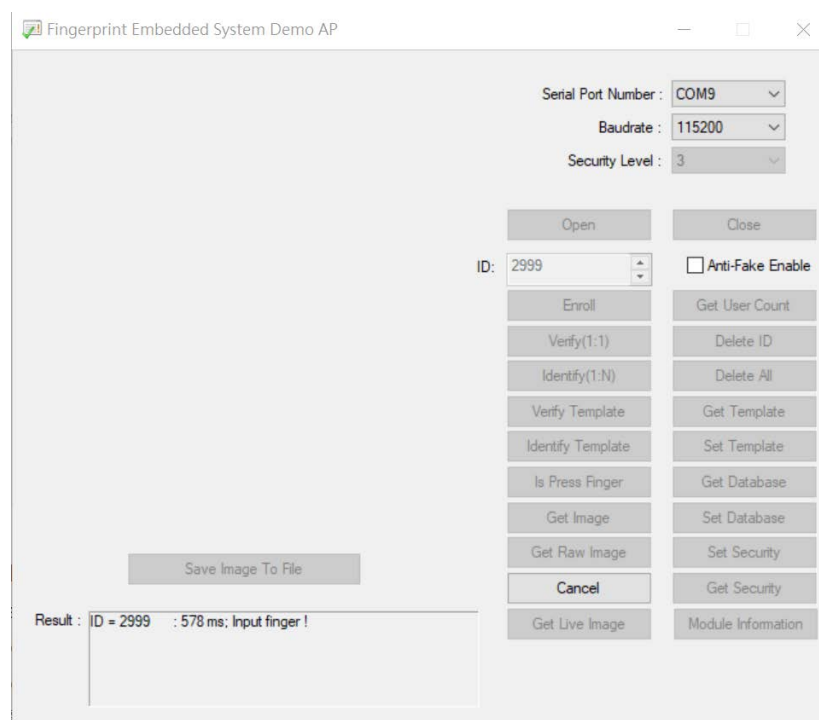 Fingerprint Embedded System Demo AP
Serial Port Number : COM9
Baudrate : 115200
Security Level : 3
Open Close
ID: 2999 Anti-Fake Enable
Enroll Get User Count
Verify(1:1) Delete ID
Identify(1:N) Delete All
Verify Template Get Template
Identify Template Set Template
Is Press Finger Get Database
Get Image Set Database
Get Raw Image Set Security
Save Image To File
Cancel Get Security
Result : ID = 2999 : 578 ms; Input finger !
Get Live Image Module Information